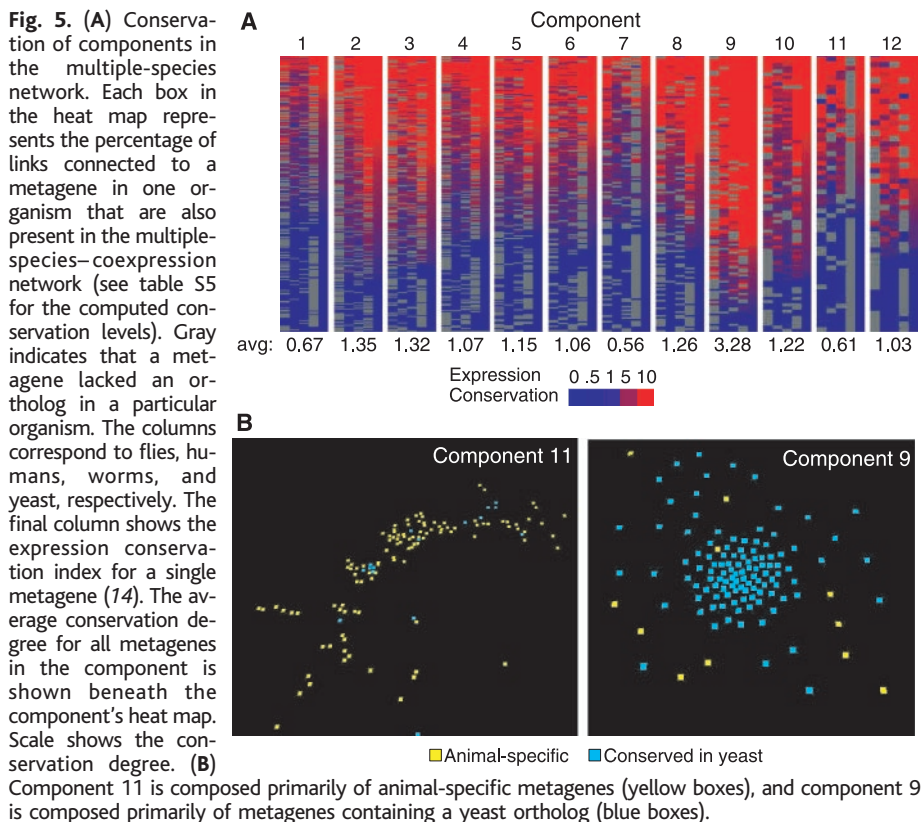 Fig. 5. (A) Conserva-
tion of components in
the multiple-species
network. Each box in
the heat map repre-
sents the percentage of
links connected to a
metagene in one or-
ganism that are also
present in the multiple-
species–coexpression
network (see table S5
for the computed con-
servation levels). Gray
indicates that a met-
agene lacked an or-
tholog in a particular
organism. The columns
correspond to flies, hu-
mans, worms, and
yeast, respectively. The
final column shows the
expression conserva-
tion index for a single
metagene (14). The av-
erage conservation de-
gree for all metagenes
in the component is
shown beneath the
component's heat map.
Scale shows the con-
servation degree. (B)
Component 11 is composed primarily of animal-specific metagenes (yellow boxes), and component 9
is composed primarily of metagenes containing a yeast ortholog (blue boxes).
A
Component
1 2 3 4 5 6 7 8 9 10 11 12
avg: 0.67 1.35 1.32 1.07 1.15 1.06 0.56 1.26 3.28 1.22 0.61 1.03
Expression
Conservation
0 .5 1 5 10
B
Component 11
Component 9
Animal-specific
Conserved in yeast